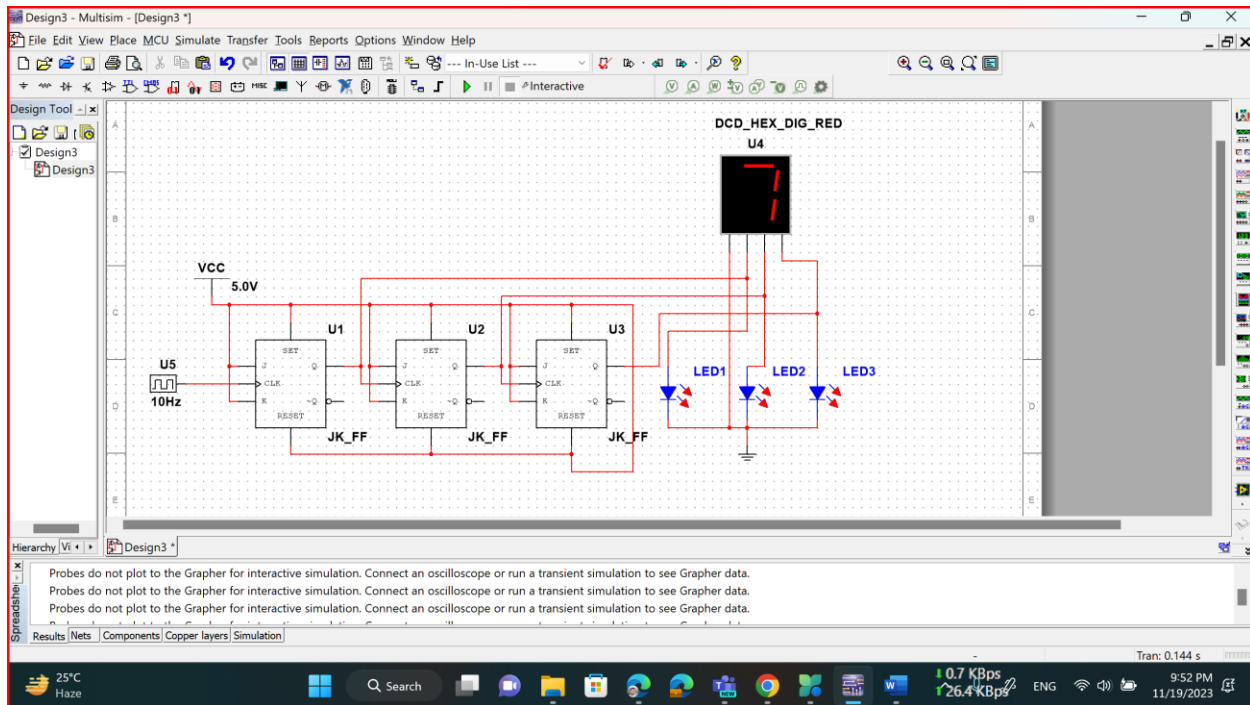 Design3 - Multisim - [Design3 *]
File Edit View Place MCU Simulate Transfer Tools Reports Options Window Help
--- In-Use List ---
Interactive
Design Tool
Design3
Design3
A
B
C
D
E
A
B
C
D
E
DCD_HEX_DIG_RED
U4
VCC
5.0V
U1
U2
U3
U5
10Hz
SET
J Q
CLK
K ~Q
RESET
JK_FF
SET
J Q
CLK
K ~Q
RESET
JK_FF
SET
J Q
CLK
K ~Q
RESET
JK_FF
LED1
LED2
LED3
Hierarchy Vi
Design3 *
Spreadshee
Probes do not plot to the Grapher for interactive simulation. Connect an oscilloscope or run a transient simulation to see Grapher data.
Probes do not plot to the Grapher for interactive simulation. Connect an oscilloscope or run a transient simulation to see Grapher data.
Probes do not plot to the Grapher for interactive simulation. Connect an oscilloscope or run a transient simulation to see Grapher data.
Results Nets Components Copper layers Simulation
- Tran: 0.144 s
25°C
Haze
Search
0.7 KBps
26.4 KBps
ENG
9:52 PM
11/19/2023